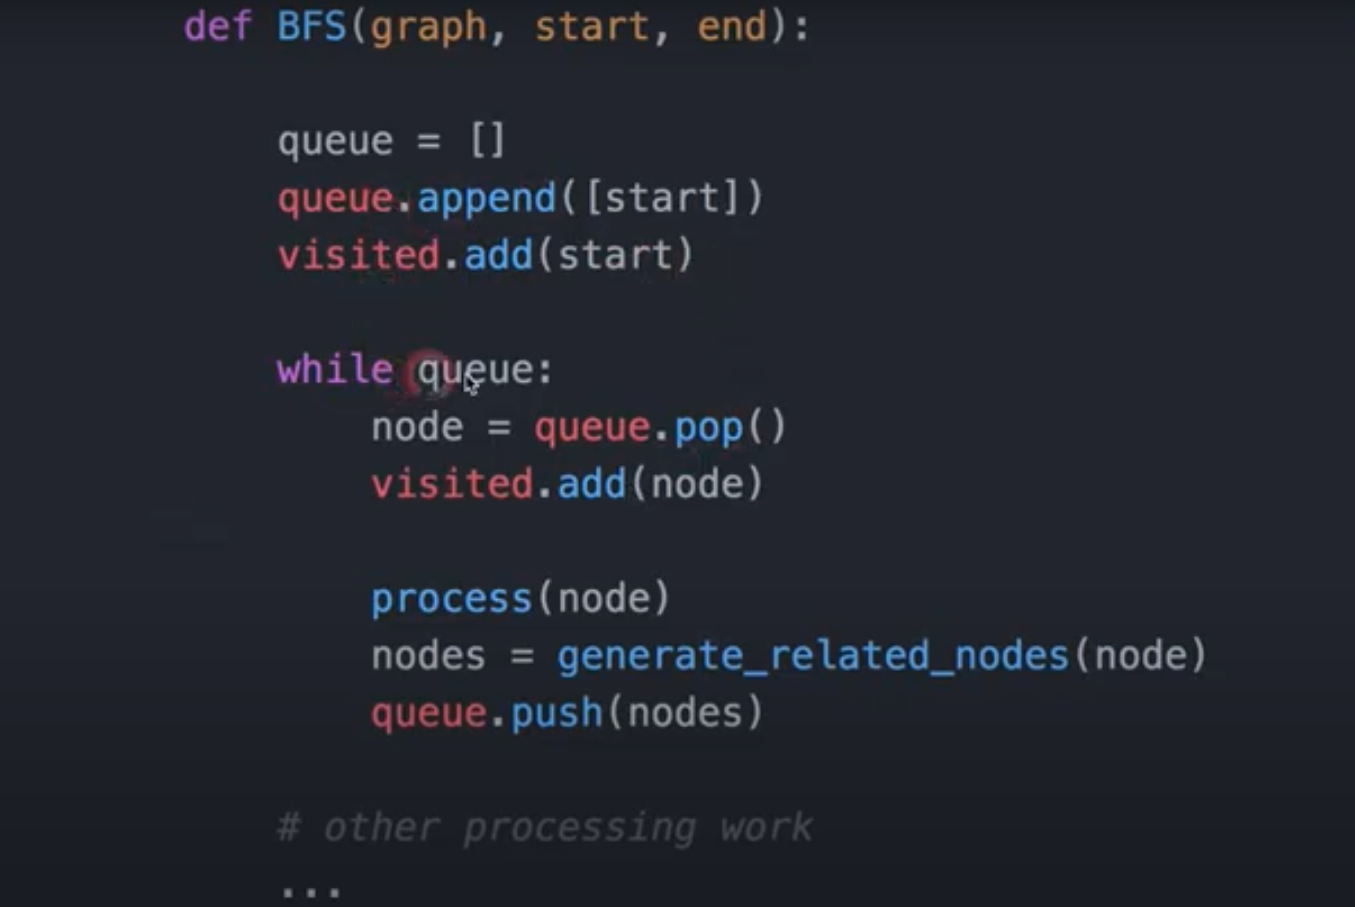 def BFS(graph, start, end):
queue = []
queue.append([start])
visited.add(start)
while queue:
node = queue.pop()
visited.add(node)
process(node)
nodes = generate_related_nodes(node)
queue.push(nodes)
# other processing work
...